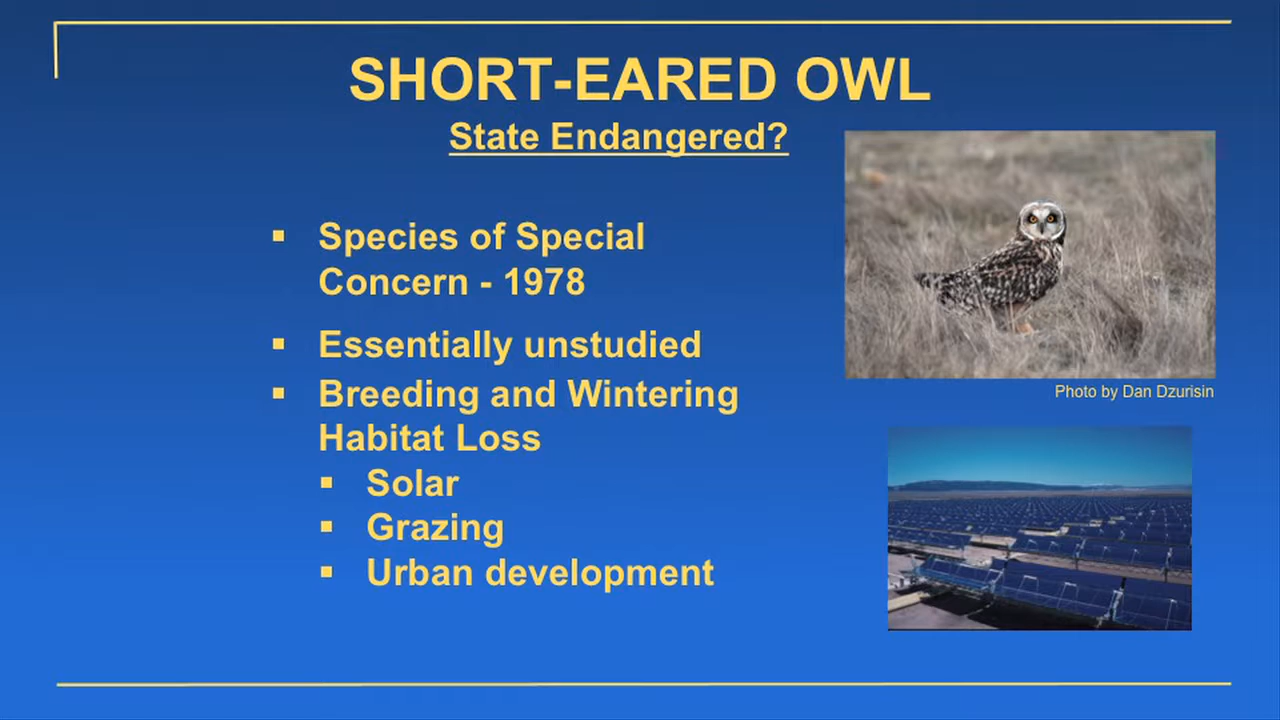 SHORT-EARED OWL
State Endangered?
▪ Species of Special
Concern - 1978
▪ Essentially unstudied
▪ Breeding and Wintering
Habitat Loss
▪ Solar
▪ Grazing
▪ Urban development
Photo by Dan Dzurisin